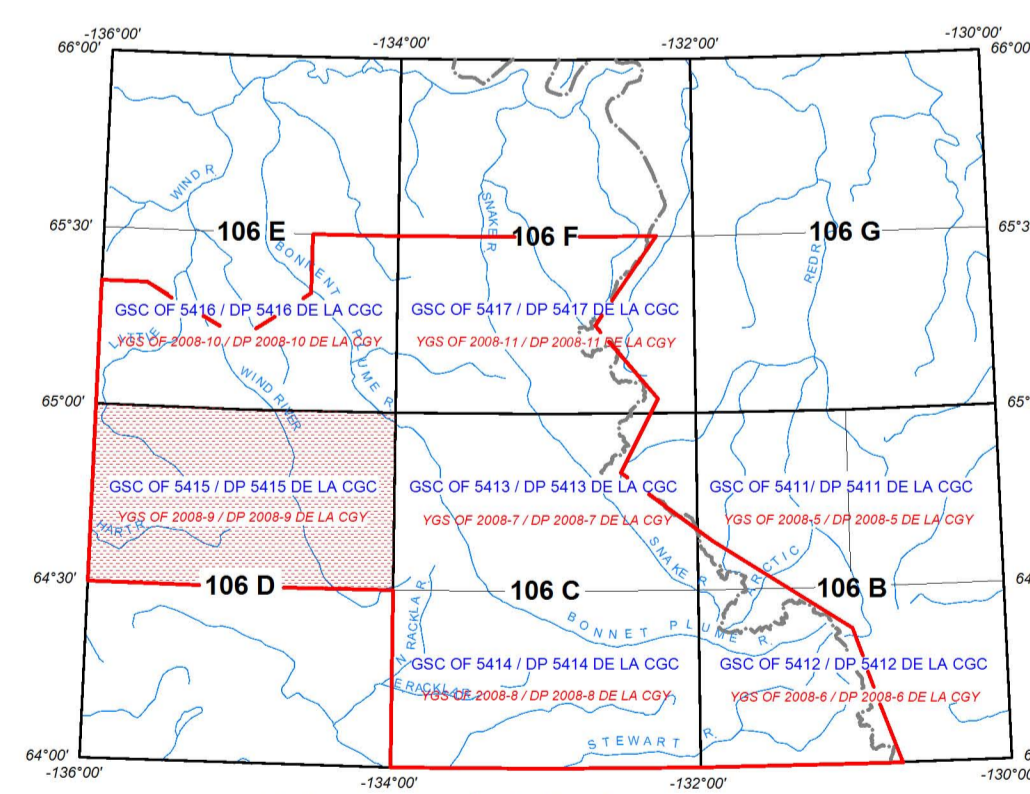 -136°00'
-134°00'
-132°00'
-130°00'
66°00'
66°00
WIND R.
SNAKE R
65°30'
106 E
106 F
106 G
65°3
BONNENT
PLUME R
RED R
GSC OF 5416 / DP 5416 DE LA CGC
GSC OF 5417 / DP 5417 DE LA CGC
LITTLE
WIND RIVER
YGS OF 2008-10 / DP 2008-10 DE LA CGY
YGS OF 2008-11 / DP 2008-11 DE LA CGY
65°00'
65°
GSC OF 5415 / DP 5415 DE LA CGC
GSC OF 5413 / DP 5413 DE LA CGC
GSC OF 5411/ DP 5411 DE LA CGC
YGS OF 2008-9 / DP 2008-9 DE LA CGY
YGS OF 2008-7 / DP 2008-7 DE LA CGY
YGS OF 2008-5 / DP 2008-5 DE LA CGY
HART R
SNAKE R
ARCTIC
64°30'
106 D
106 C
106 B
64
N RACKLA R
BONNET PLUME R.
GSC OF 5414 / DP 5414 DE LA CGC
GSC OF 5412 / DP 5412 DE LA CGC
E RACKLA R
YGS OF 2008-8 / DP 2008-8 DE LA CGY
YGS OF 2008-6 / DP 2008-6 DE LA CGY
STEWART R.
64°00'
6
-136°00'
-134°00'
-132°00'
-130°00